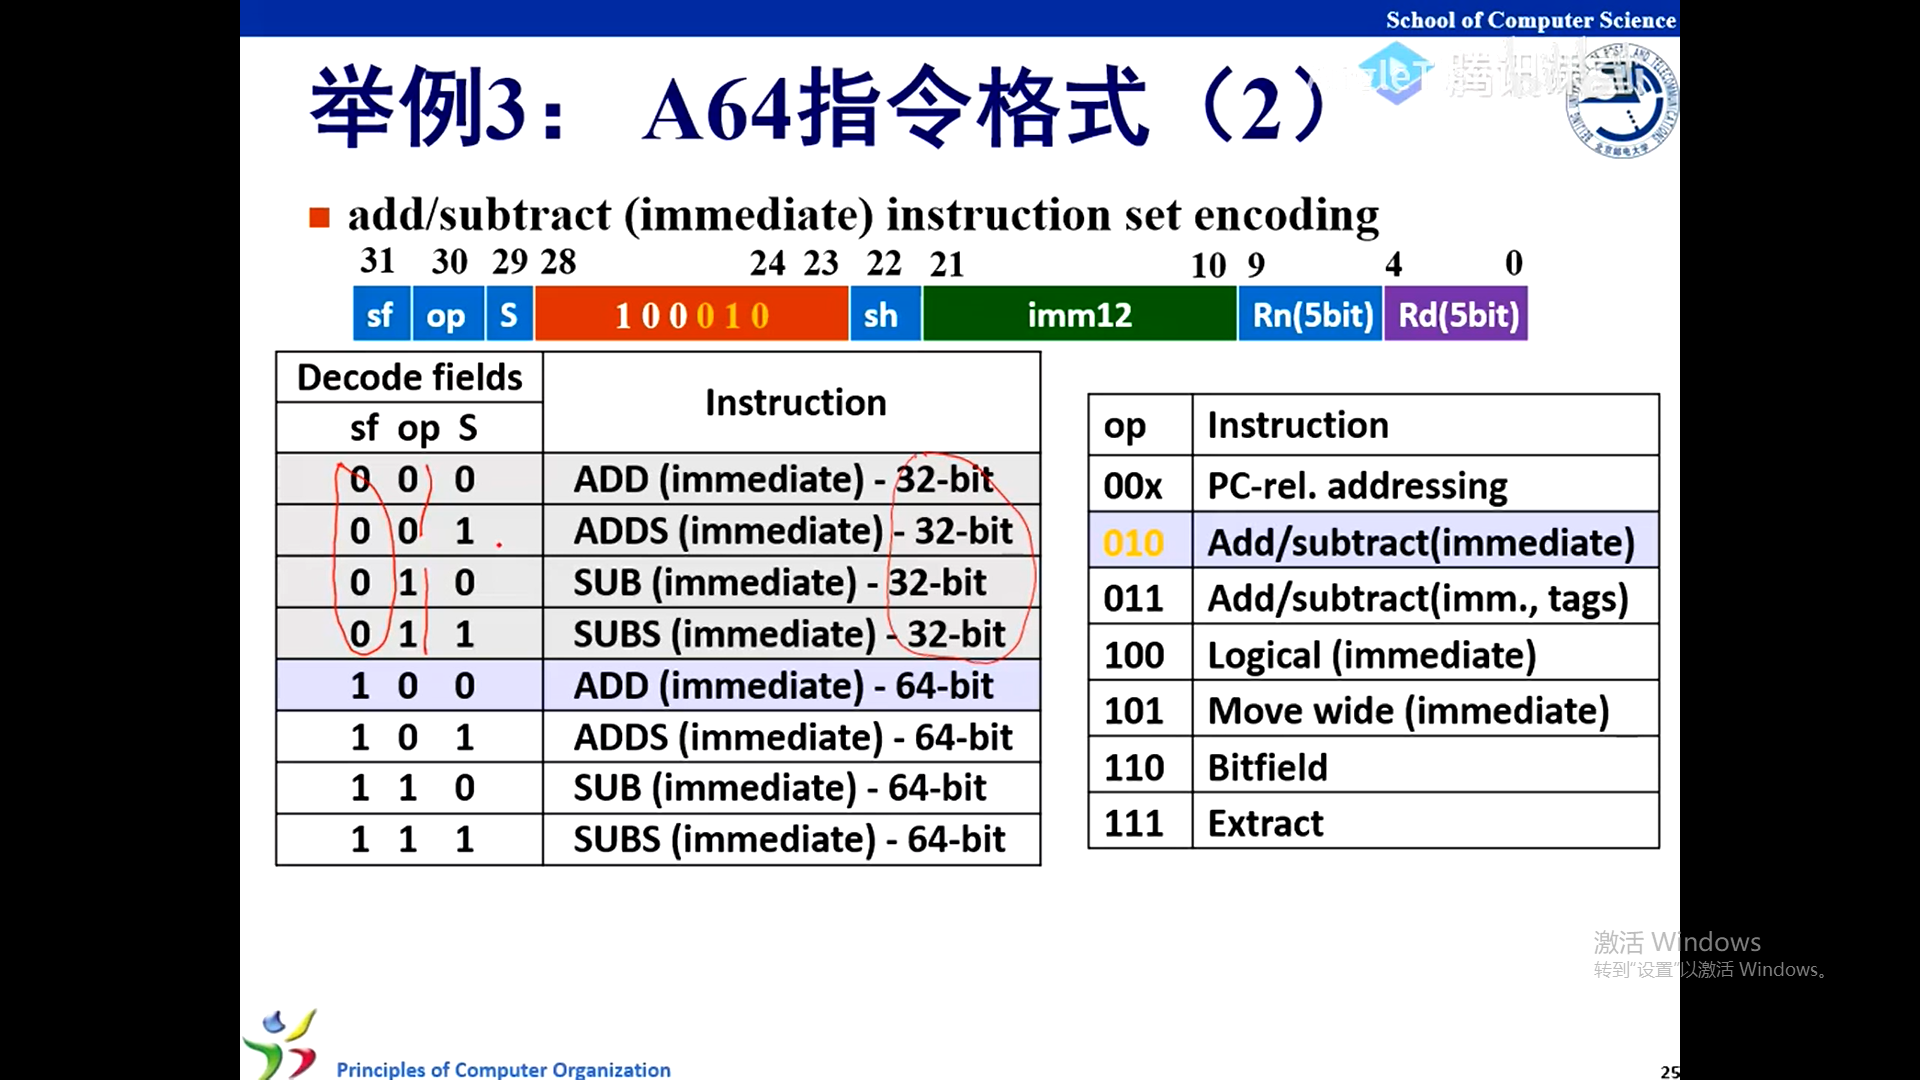 School of Computer Science
举例3： A64指令格式（2）
add/subtract (immediate) instruction set encoding
31 30 29 28 24 23 22 21 10 9 4 0
sf op S 1 0 0 0 1 0 sh imm12 Rn(5bit) Rd(5bit)
Decode fields Instruction
sf op S
0 0 0 ADD (immediate) - 32-bit
0 0 1 ADDS (immediate) - 32-bit
0 1 0 SUB (immediate) - 32-bit
0 1 1 SUBS (immediate) - 32-bit
1 0 0 ADD (immediate) - 64-bit
1 0 1 ADDS (immediate) - 64-bit
1 1 0 SUB (immediate) - 64-bit
1 1 1 SUBS (immediate) - 64-bit
op Instruction
00x PC-rel. addressing
010 Add/subtract(immediate)
011 Add/subtract(imm., tags)
100 Logical (immediate)
101 Move wide (immediate)
110 Bitfield
111 Extract
激活 Windows
转到“设置”以激活 Windows。
Principles of Computer Organization
25
北京邮电大学